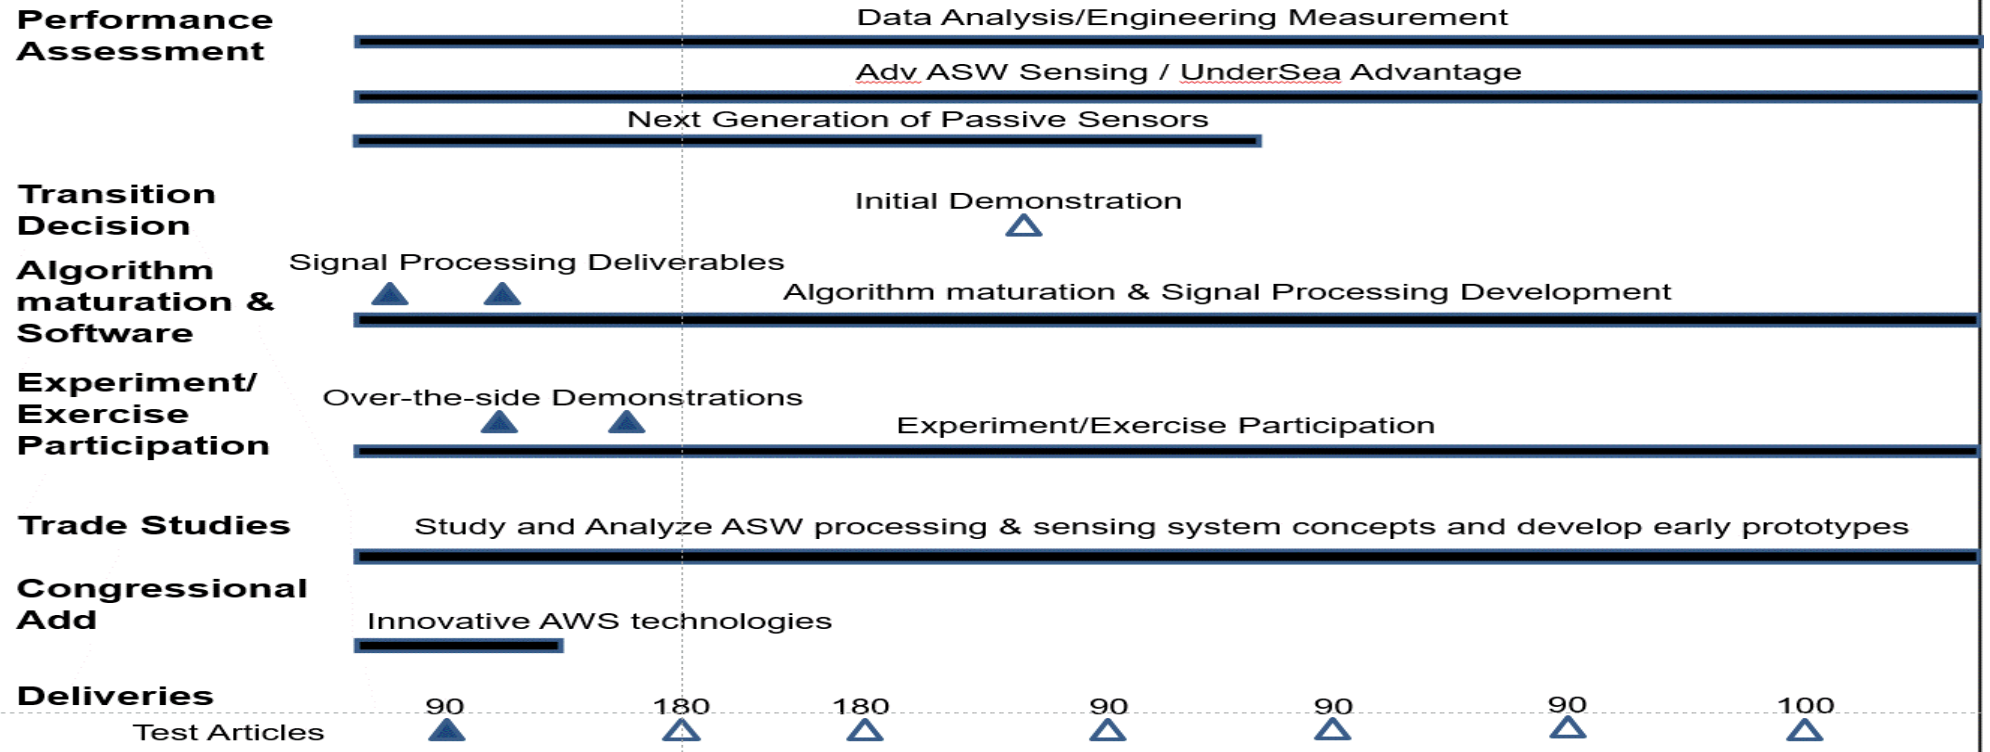 Performance
Assessment
Data Analysis/Engineering Measurement
Adv ASW Sensing / UnderSea Advantage
Next Generation of Passive Sensors
Transition
Decision
Initial Demonstration
Algorithm
maturation &
Software
Signal Processing Deliverables
Algorithm maturation & Signal Processing Development
Experiment/
Exercise
Participation
Over-the-side Demonstrations
Experiment/Exercise Participation
Trade Studies
Study and Analyze ASW processing & sensing system concepts and develop early prototypes
Congressional
Add
Innovative AWS technologies
Deliveries
90 180 180 90 90 90 100
Test Articles